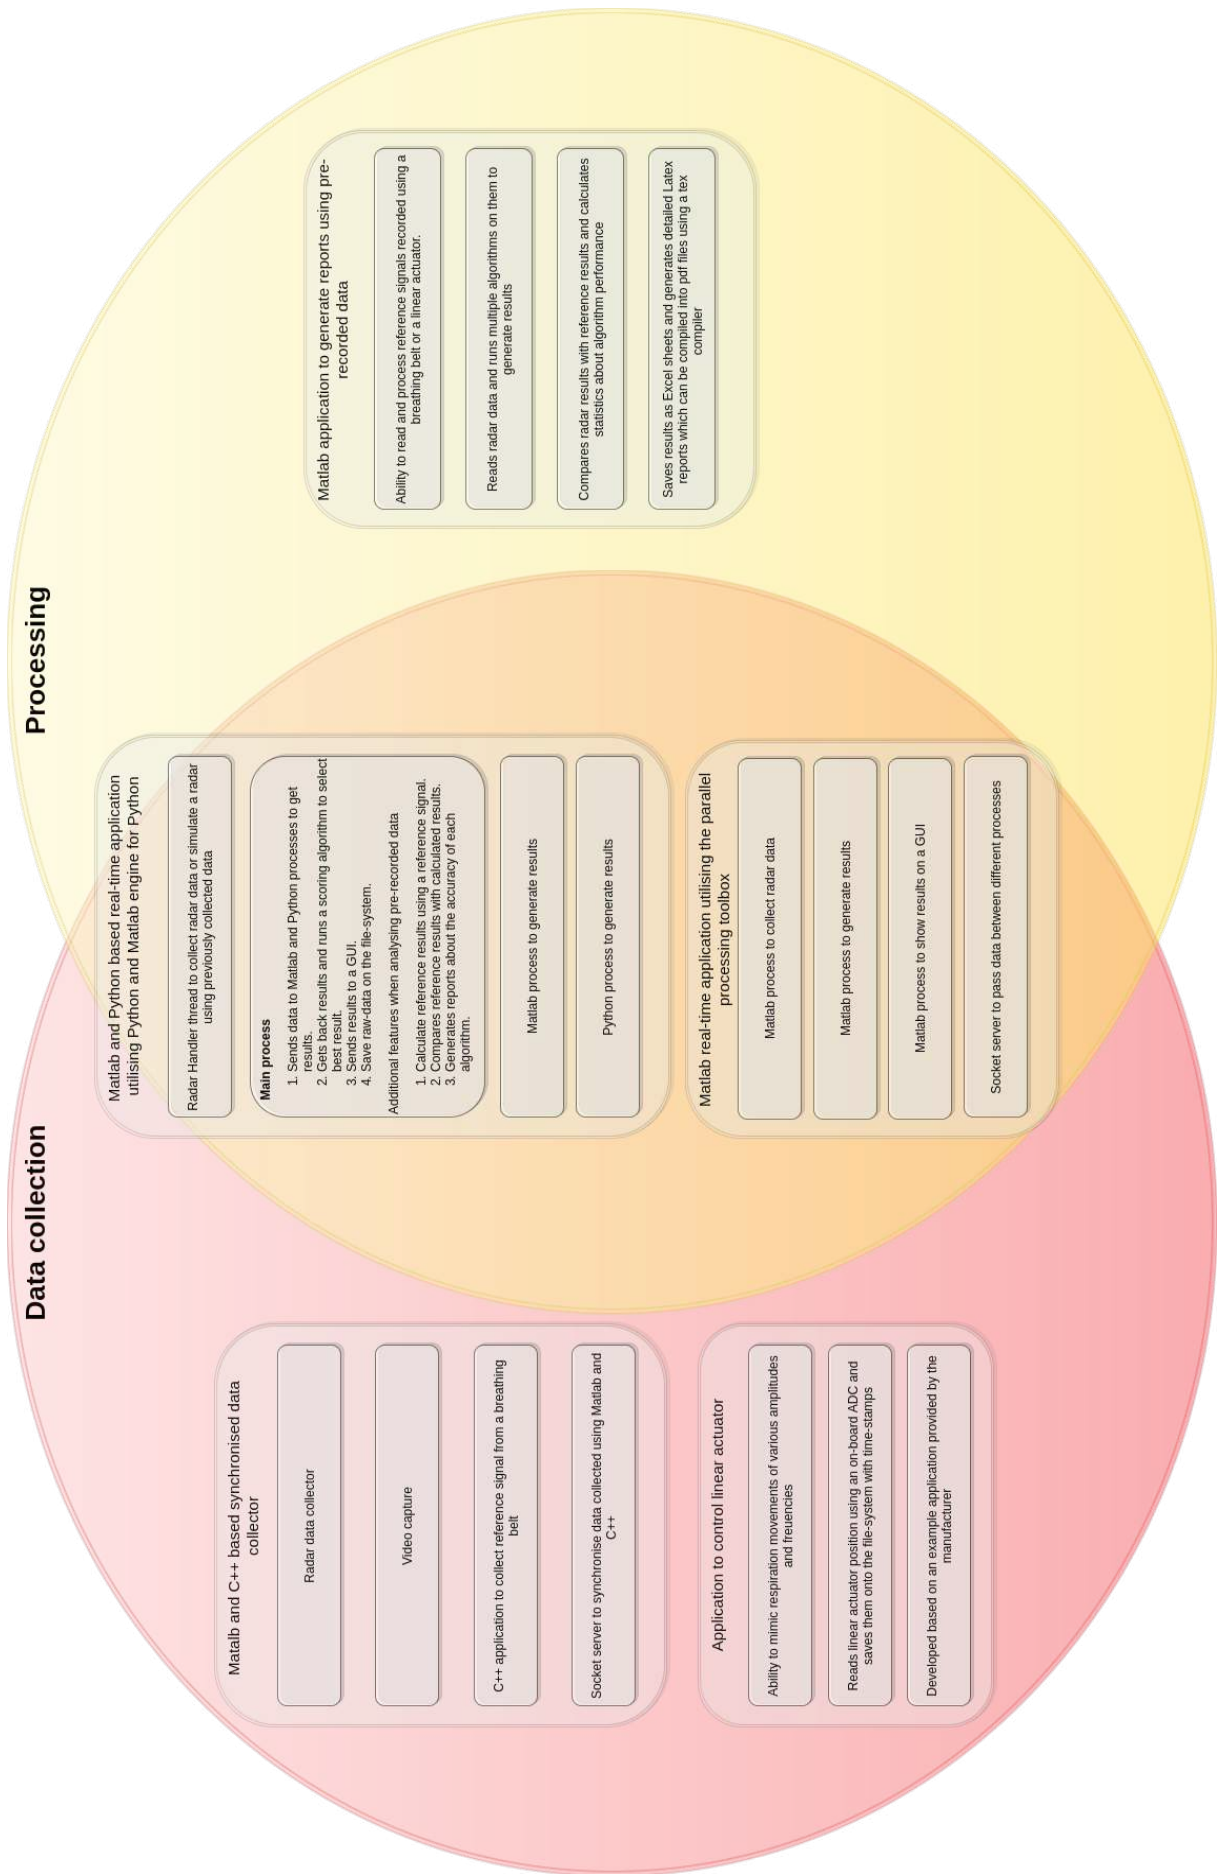 Data collection
Matalb and C++ based synchronised data
collector
Radar data collector
Video capture
C++ application to collect reference signal from a breathing
belt
Socket server to synchronise data collected using Matlab and
C++
Application to control linear actuator
Ability to mimic respiration movements of various amplitudes
and freuencies
Reads linear actuator position using an on-board ADC and
saves them onto the file-system with time-stamps
Developed based on an example application provided by the
manufacturer
Matlab and Python based real-time application
utilising Python and Matlab engine for Python
Radar Handler thread to collect radar data or simulate a radar
using previously collected data
Main process
1. Sends data to Matlab and Python processes to get
results.
2. Gets back results and runs a scoring algorithm to select
best result.
3. Sends results to a GUI.
4. Save raw-data on the file-system.
Additional features when analysing pre-recorded data
1. Calculate reference results using a reference signal.
2. Compares reference results with calculated results.
3. Generates reports about the accuracy of each
algorithm.
Matlab process to generate results
Python process to generate results
Matlab real-time application utilising the parallel
processing toolbox
Matlab process to collect radar data
Matlab process to generate results
Matlab process to show results on a GUI
Socket server to pass data between different processes
Processing
Matlab application to generate reports using pre-
recorded data
Ability to read and process reference signals recorded using a
breathing belt or a linear actuator.
Reads radar data and runs multiple algorithms on them to
generate results
Compares radar results with reference results and calculates
statistics about algorithm performance
Saves results as Excel sheets and generates detailed Latex
reports which can be compiled into pdf files using a tex
compiler